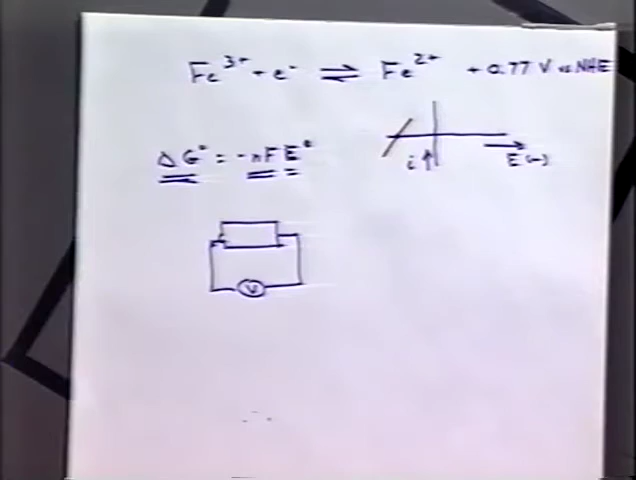 Fe³⁺ + e⁻ ⇌ Fe²⁺ + 0.77 V vs NHE
i ↑ → E (-)
ΔG° = -nFE°
V